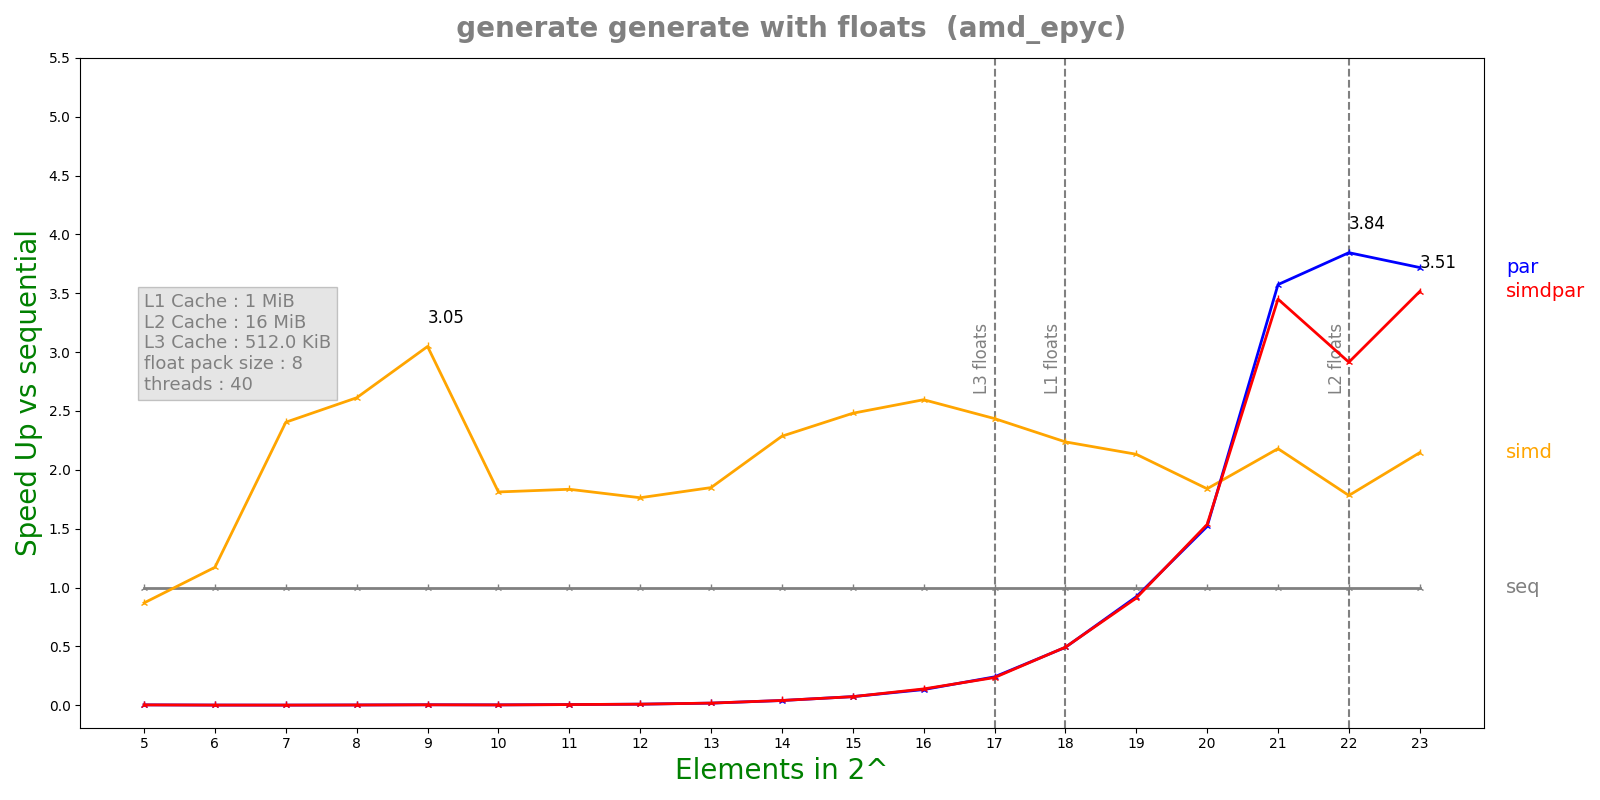 generate generate with floats  (amd_epyc)
Speed Up vs sequential
5.5
5.0
4.5
4.0
3.5
3.0
2.5
2.0
1.5
1.0
0.5
0.0
L1 Cache : 1 MiB
L2 Cache : 16 MiB
L3 Cache : 512.0 KiB
float pack size : 8
threads : 40
3.05
L3 floats
L1 floats
L2 floats
3.84
3.51
par
simdpar
simd
seq
5 6 7 8 9 10 11 12 13 14 15 16 17 18 19 20 21 22 23
Elements in 2^